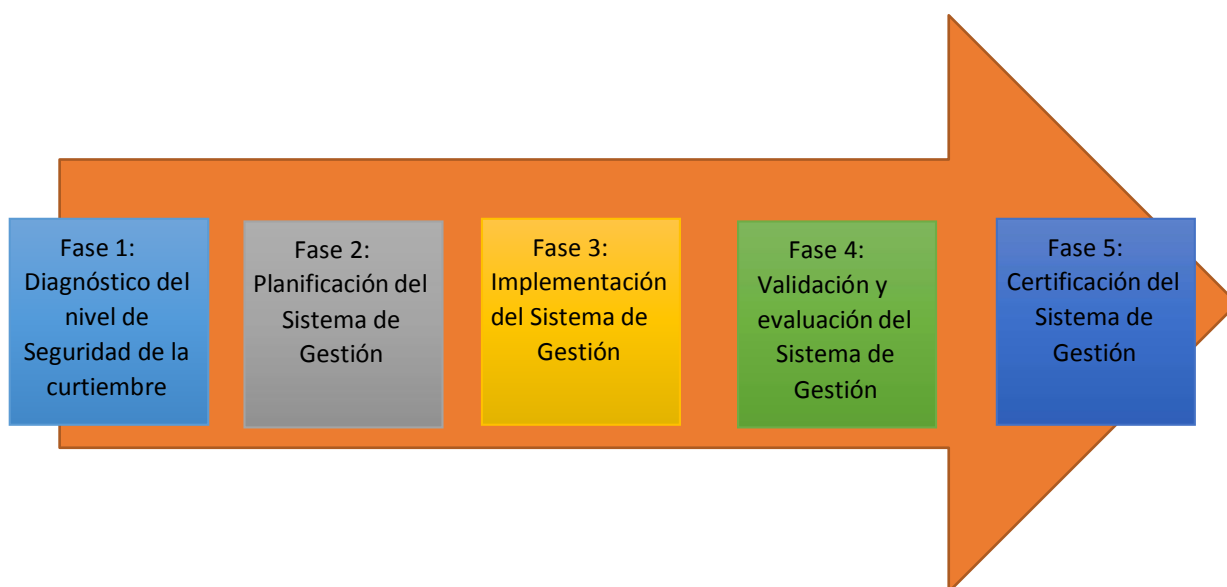 Fase 1:
Diagnóstico del
nivel de
Seguridad de la
curtiembre
Fase 2:
Planificación del
Sistema de
Gestión
Fase 3:
Implementación
del Sistema de
Gestión
Fase 4:
Validación y
evaluación del
Sistema de
Gestión
Fase 5:
Certificación del
Sistema de
Gestión